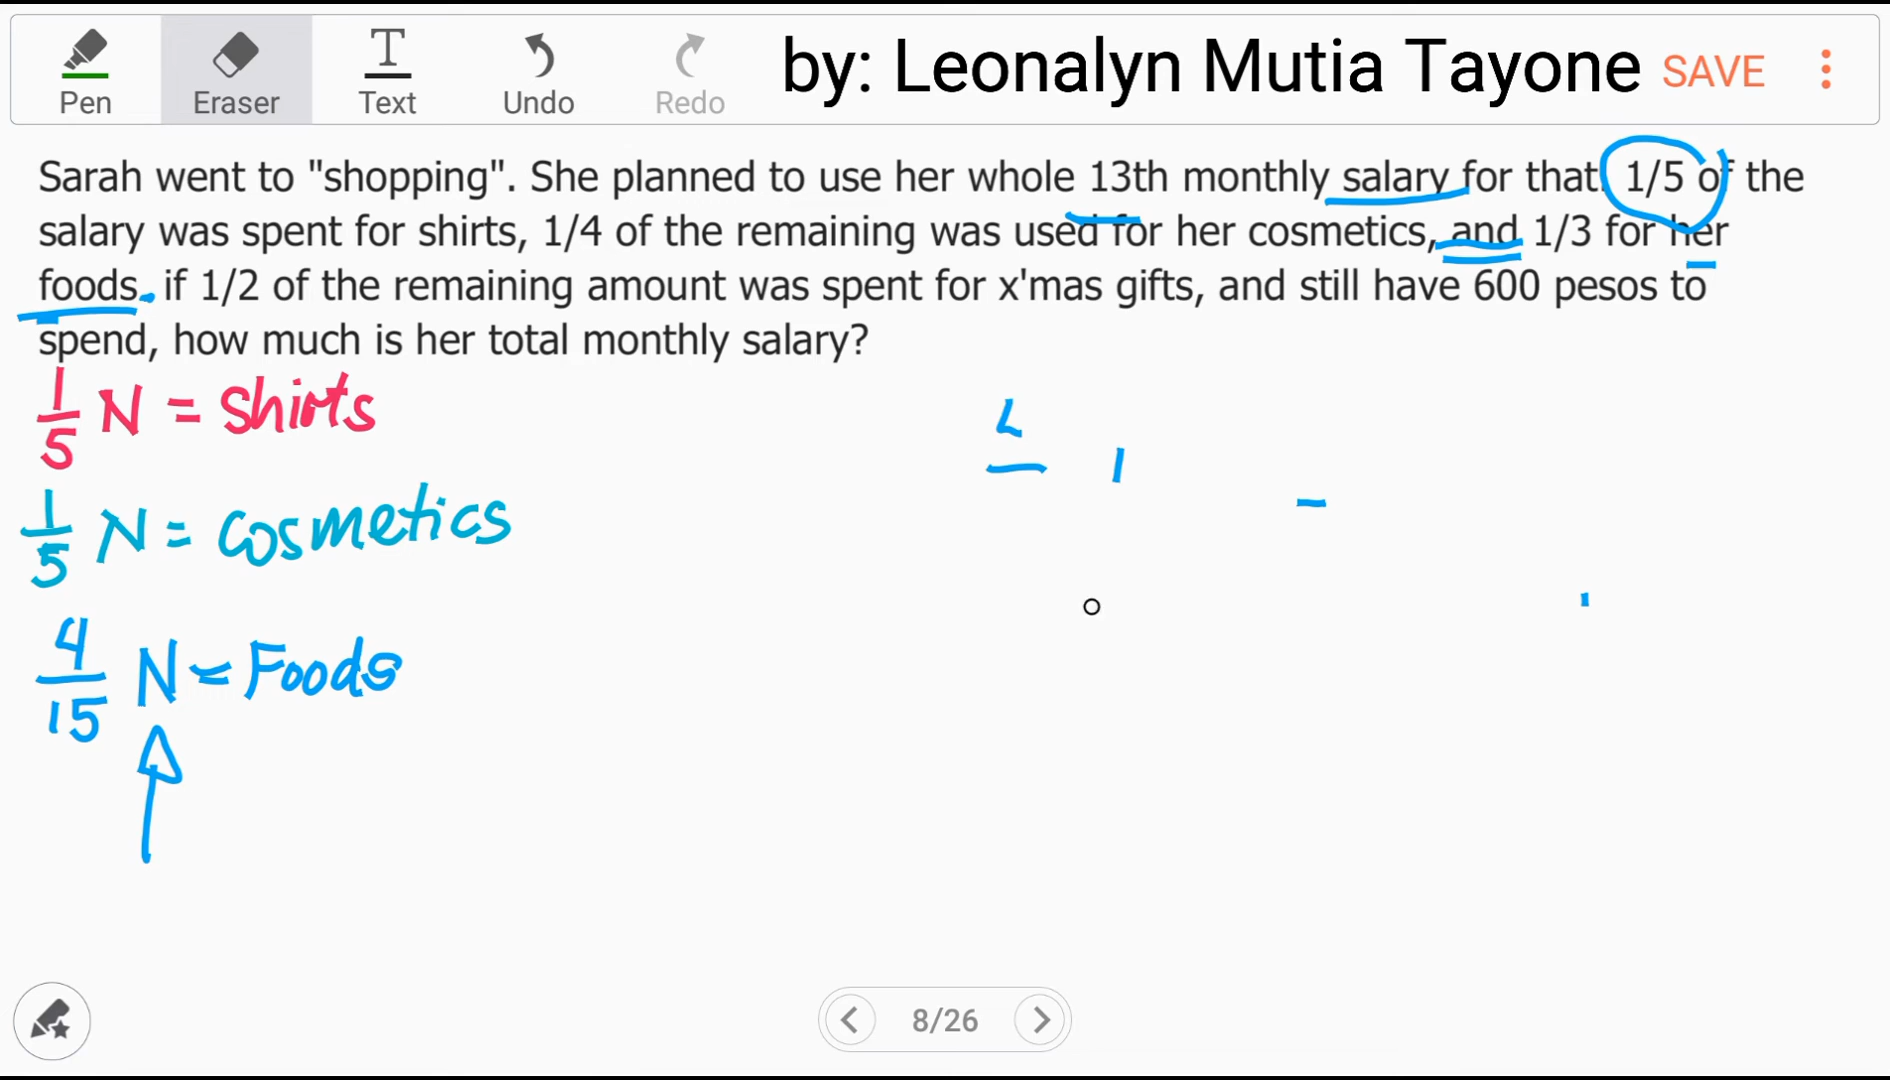 Pen Eraser Text Undo Redo by: Leonalyn Mutia Tayone SAVE
Sarah went to "shopping". She planned to use her whole 13th monthly salary for that. 1/5 of the
salary was spent for shirts, 1/4 of the remaining was used for her cosmetics, and 1/3 for her
foods. if 1/2 of the remaining amount was spent for x'mas gifts, and still have 600 pesos to
spend, how much is her total monthly salary?
1/5 N = Shirts
1/5 N = Cosmetics
4/15 N = Foods
8/26